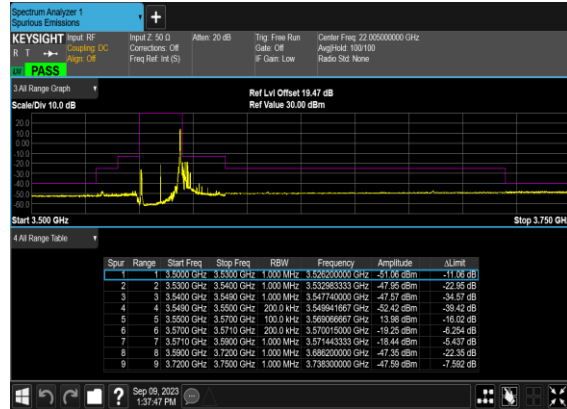 Spectrum Analyzer 1
Spurious Emissions
KEYSIGHT Input: RF Input Z: 50 Ω Atten: 20 dB Trig: Free Run Center Freq: 22.005000000 GHz
R T Coupling: DC Corrections: Off Gate: Off Avg|Hold: 100/100
Align: Off Freq Ref: Int (S) IF Gain: Low Radio Std: None
PASS
3 All Range Graph Ref Lvl Offset 19.47 dB
Scale/Div 10.0 dB Ref Value 30.00 dBm
20.0
10.0
0.00
-10.0
-20.0
-30.0
-40.0
-50.0
-60.0
Start 3.500 GHz Stop 3.750 GHz
4 All Range Table
Spur Range Start Freq Stop Freq RBW Frequency Amplitude ΔLimit
1 1 3.5000 GHz 3.5300 GHz 1.000 MHz 3.526200000 GHz -51.06 dBm -11.06 dB
2 2 3.5300 GHz 3.5400 GHz 1.000 MHz 3.532983333 GHz -47.95 dBm -22.95 dB
3 3 3.5400 GHz 3.5490 GHz 1.000 MHz 3.547740000 GHz -47.57 dBm -34.57 dB
4 4 3.5490 GHz 3.5500 GHz 200.0 kHz 3.549941667 GHz -52.42 dBm -39.42 dB
5 5 3.5500 GHz 3.5700 GHz 100.0 kHz 3.569066667 GHz 13.98 dBm -16.02 dB
6 6 3.5700 GHz 3.5710 GHz 200.0 kHz 3.570015000 GHz -19.25 dBm -6.254 dB
7 7 3.5710 GHz 3.5900 GHz 1.000 MHz 3.571443333 GHz -18.44 dBm -5.437 dB
8 8 3.5900 GHz 3.7200 GHz 1.000 MHz 3.686200000 GHz -47.35 dBm -22.35 dB
9 9 3.7200 GHz 3.7500 GHz 1.000 MHz 3.738300000 GHz -47.59 dBm -7.592 dB
Sep 09, 2023
1:37:47 PM